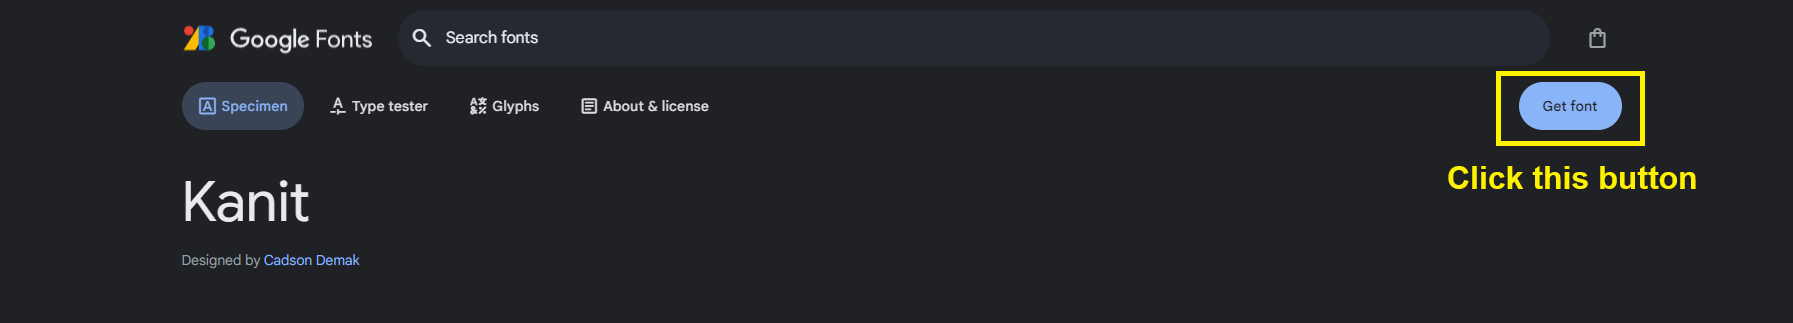 Google Fonts
Search fonts
Specimen
Type tester
Glyphs
About & license
Get font
Click this button
Kanit
Designed by Cadson Demak